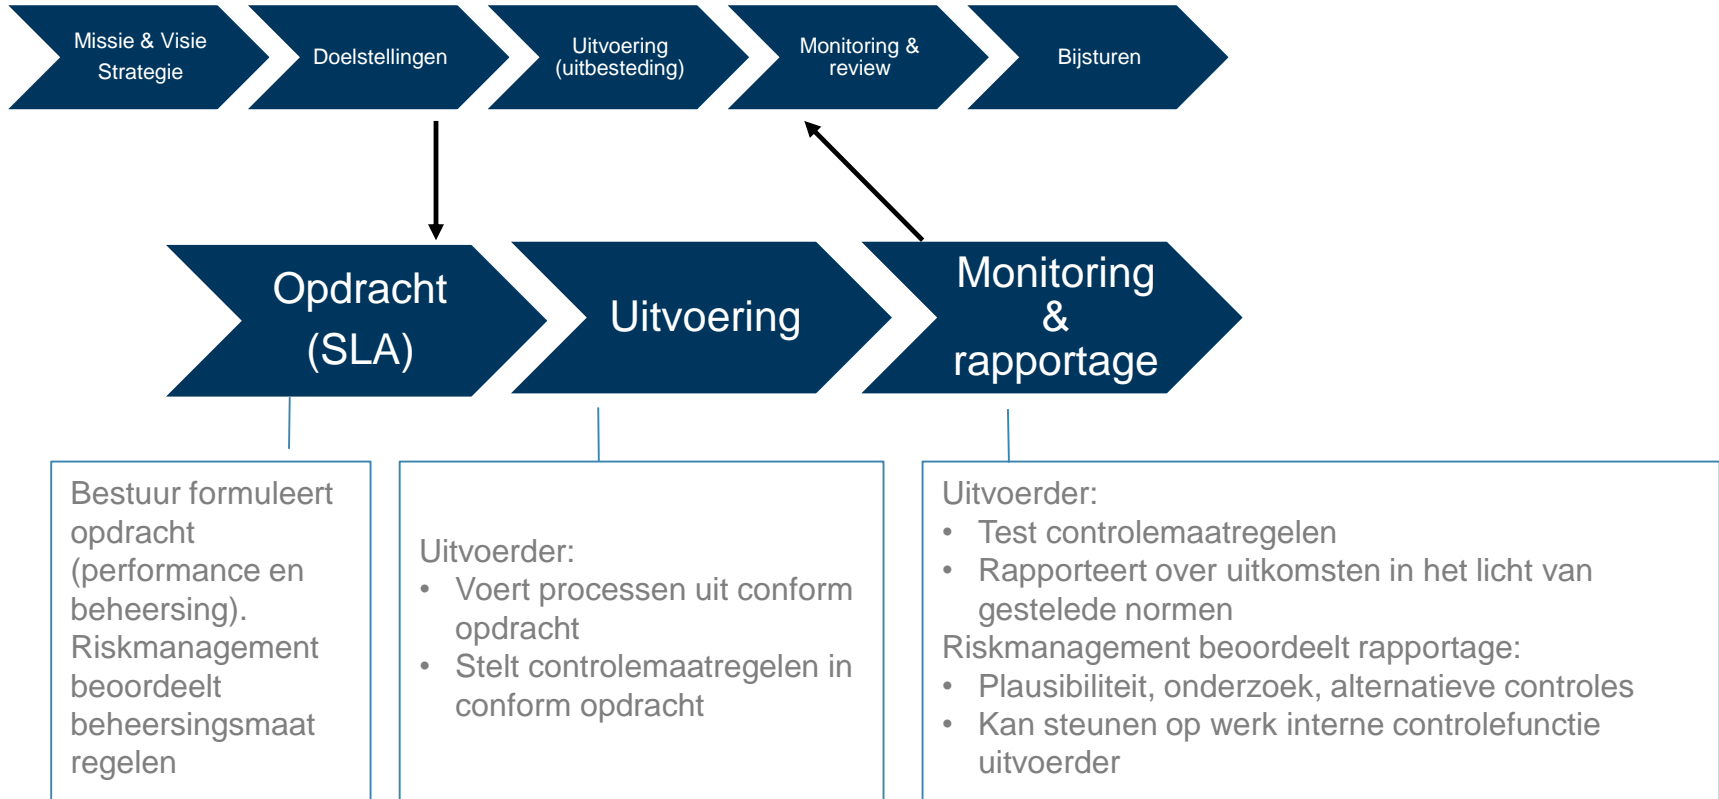 Missie & Visie
Strategie
Doelstellingen
Uitvoering
(uitbesteding)
Monitoring &
review
Bijsturen
Opdracht
(SLA)
Uitvoering
Monitoring
&
rapportage
Bestuur formuleert
opdracht
(performance en
beheersing).
Riskmanagement
beoordeelt
beheersingsmaat
regelen
Uitvoerder:
• Voert processen uit conform
opdracht
• Stelt controlemaatregelen in
conform opdracht
Uitvoerder:
• Test controlemaatregelen
• Rapporteert over uitkomsten in het licht van
gestelede normen
Riskmanagement beoordeelt rapportage:
• Plausibiliteit, onderzoek, alternatieve controles
• Kan steunen op werk interne controlefunctie
uitvoerder